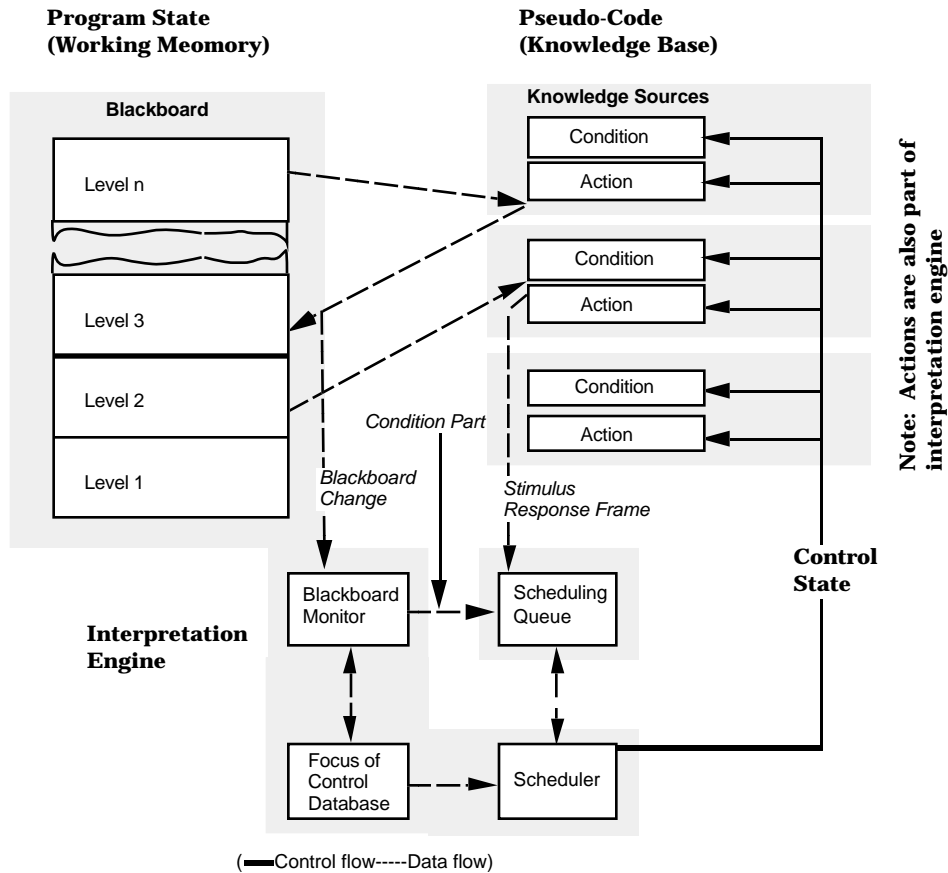 Program State
(Working Meomory)
Pseudo-Code
(Knowledge Base)
Blackboard
Level n
Level 3
Level 2
Level 1
Knowledge Sources
Condition
Action
Condition
Action
Condition
Action
Note: Actions are also part of
interpretation engine
Condition Part
Blackboard
Change
Stimulus
Response Frame
Control
State
Interpretation
Engine
Blackboard
Monitor
Scheduling
Queue
Focus of
Control
Database
Scheduler
(Control flow-----Data flow)